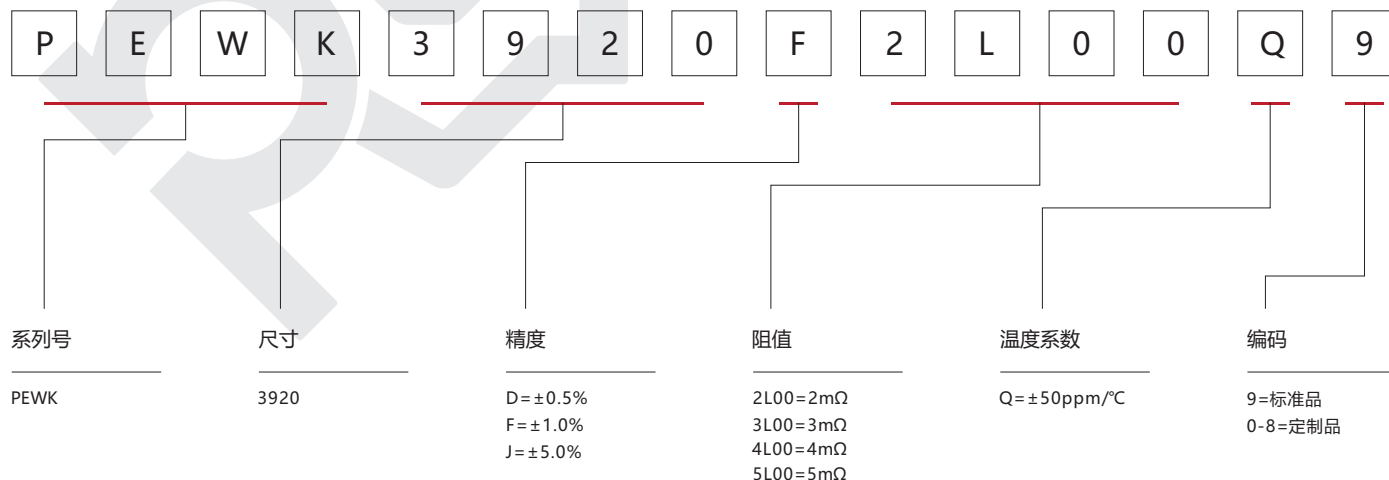 P E W K 3 9 2 0 F 2 L 0 0 Q 9
系列号 尺寸 精度 阻值 温度系数 编码
PEWK 3920 D=±0.5% 2L00=2mΩ Q=±50ppm/℃ 9=标准品
F=±1.0% 3L00=3mΩ 0-8=定制品
J=±5.0% 4L00=4mΩ
5L00=5mΩ